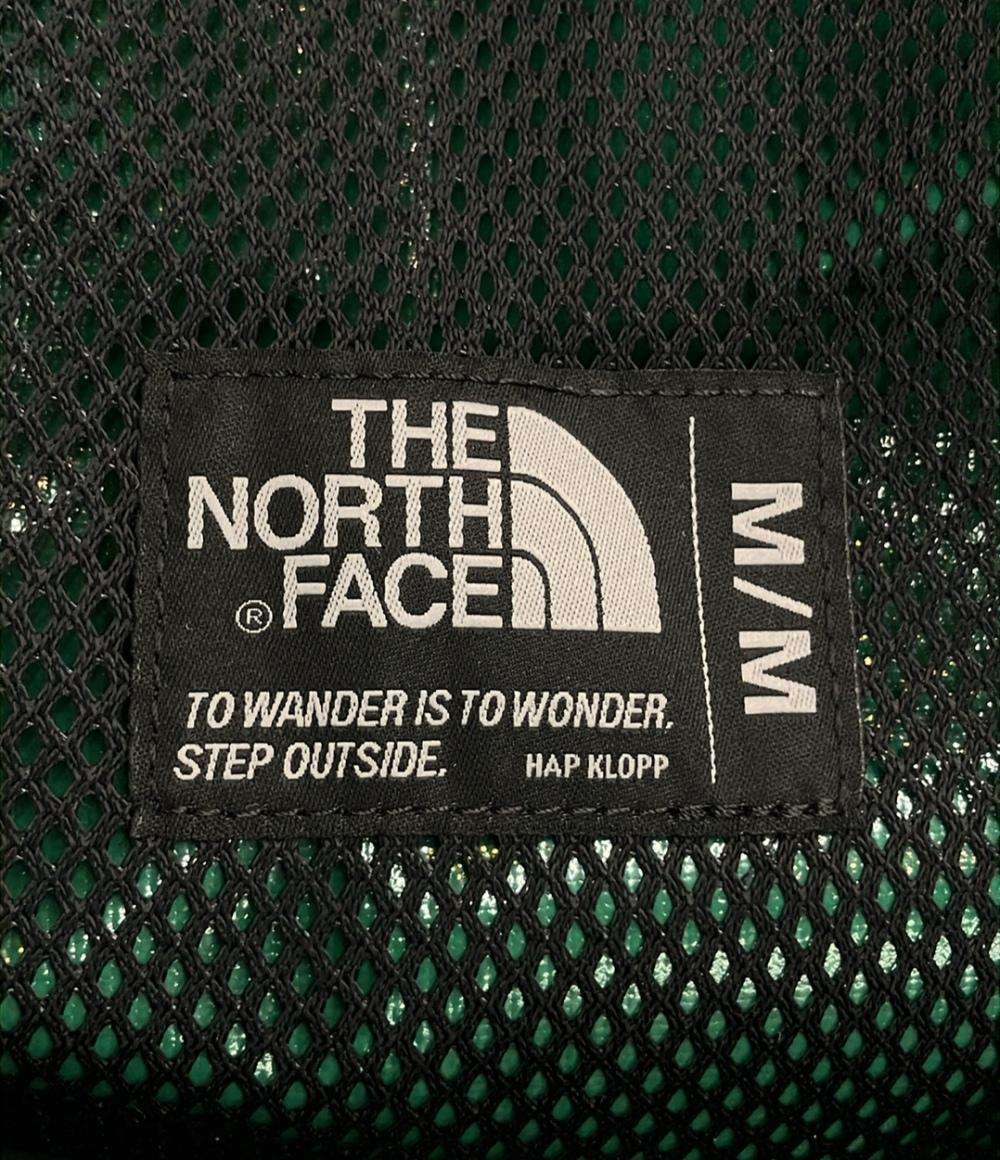 THE
NORTH
FACE
®
M/M
TO WANDER IS TO WONDER.
STEP OUTSIDE.
HAP KLOPP